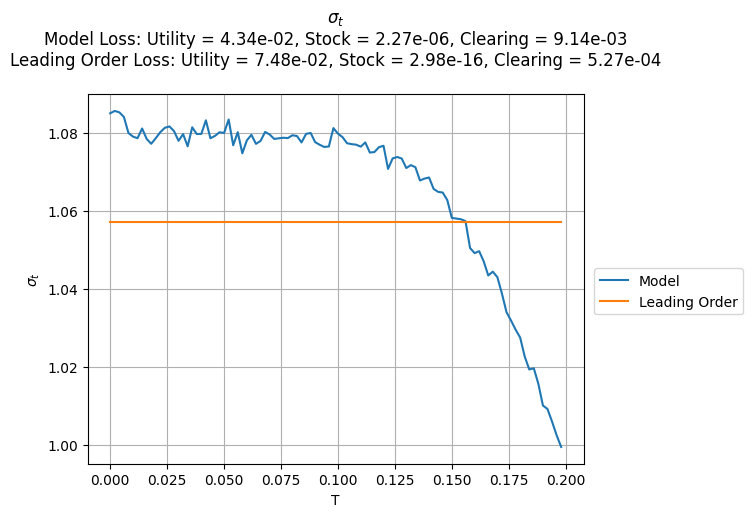 σₜ
Model Loss: Utility = 4.34e-02, Stock = 2.27e-06, Clearing = 9.14e-03
Leading Order Loss: Utility = 7.48e-02, Stock = 2.98e-16, Clearing = 5.27e-04
1.08
1.06
1.04
1.02
1.00
σₜ
0.000 0.025 0.050 0.075 0.100 0.125 0.150 0.175 0.200
T
Model
Leading Order